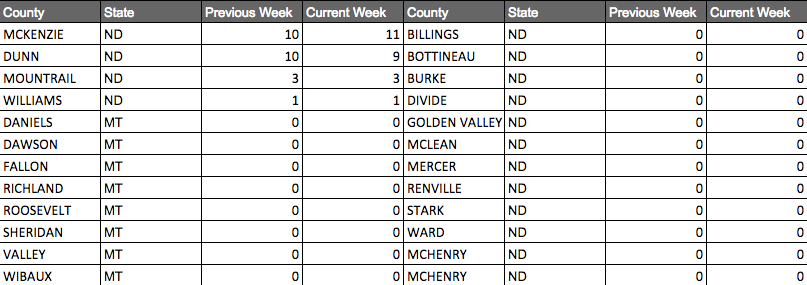 County State Previous Week Current Week County State Previous Week Current Week
MCKENZIE ND 10 11 BILLINGS ND 0 0
DUNN ND 10 9 BOTTINEAU ND 0 0
MOUNTRAIL ND 3 3 BURKE ND 0 0
WILLIAMS ND 1 1 DIVIDE ND 0 0
DANIELS MT 0 0 GOLDEN VALLEY ND 0 0
DAWSON MT 0 0 MCLEAN ND 0 0
FALLON MT 0 0 MERCER ND 0 0
RICHLAND MT 0 0 RENVILLE ND 0 0
ROOSEVELT MT 0 0 STARK ND 0 0
SHERIDAN MT 0 0 WARD ND 0 0
VALLEY MT 0 0 MCHENRY ND 0 0
WIBAUX MT 0 0 MCHENRY ND 0 0